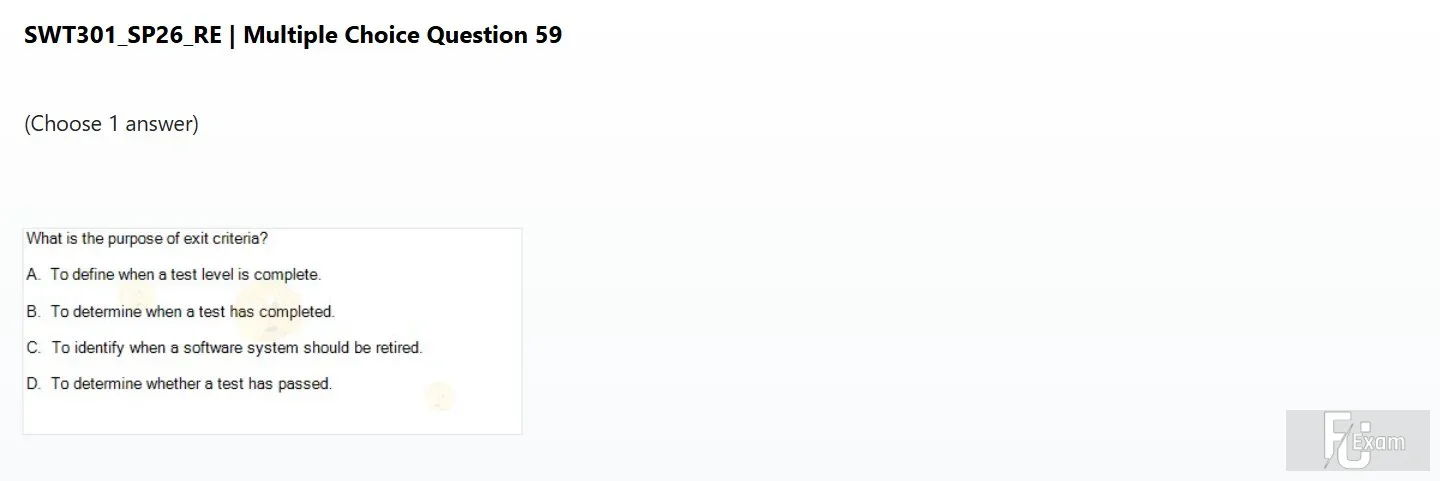 SWT301_SP26_RE | Multiple Choice Question 59
(Choose 1 answer)
What is the purpose of exit criteria?
A. To define when a test level is complete.
B. To determine when a test has completed.
C. To identify when a software system should be retired.
D. To determine whether a test has passed.
FU Exam